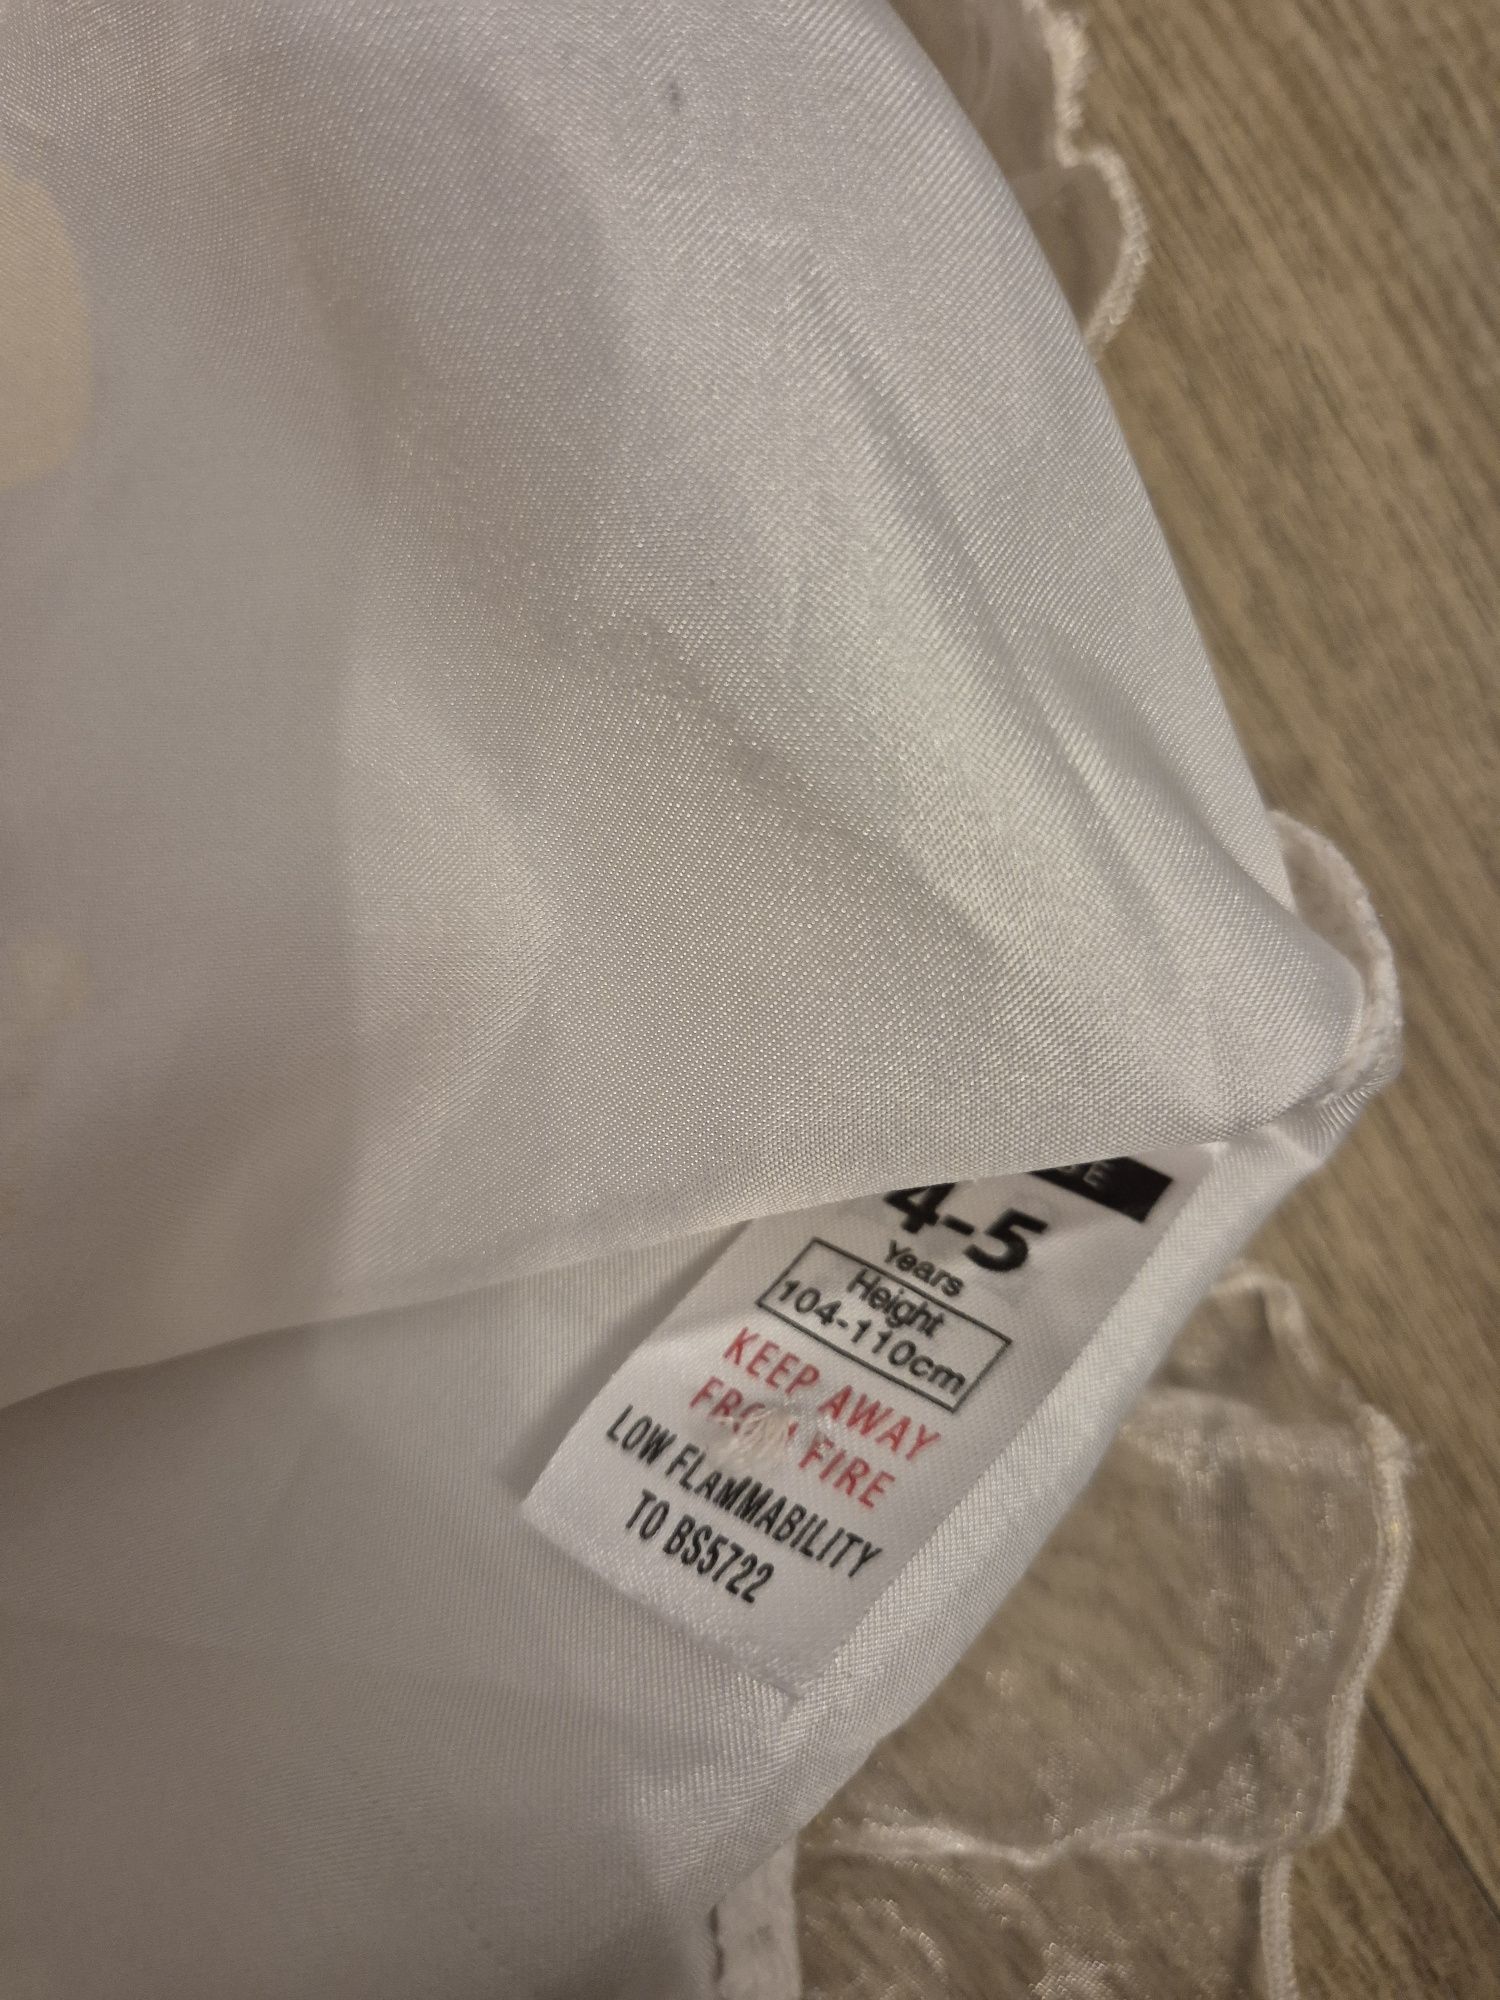 4-5
Years
Height
104-110cm
KEEP AWAY
FROM FIRE
LOW FLAMMABILITY
TO BS5722